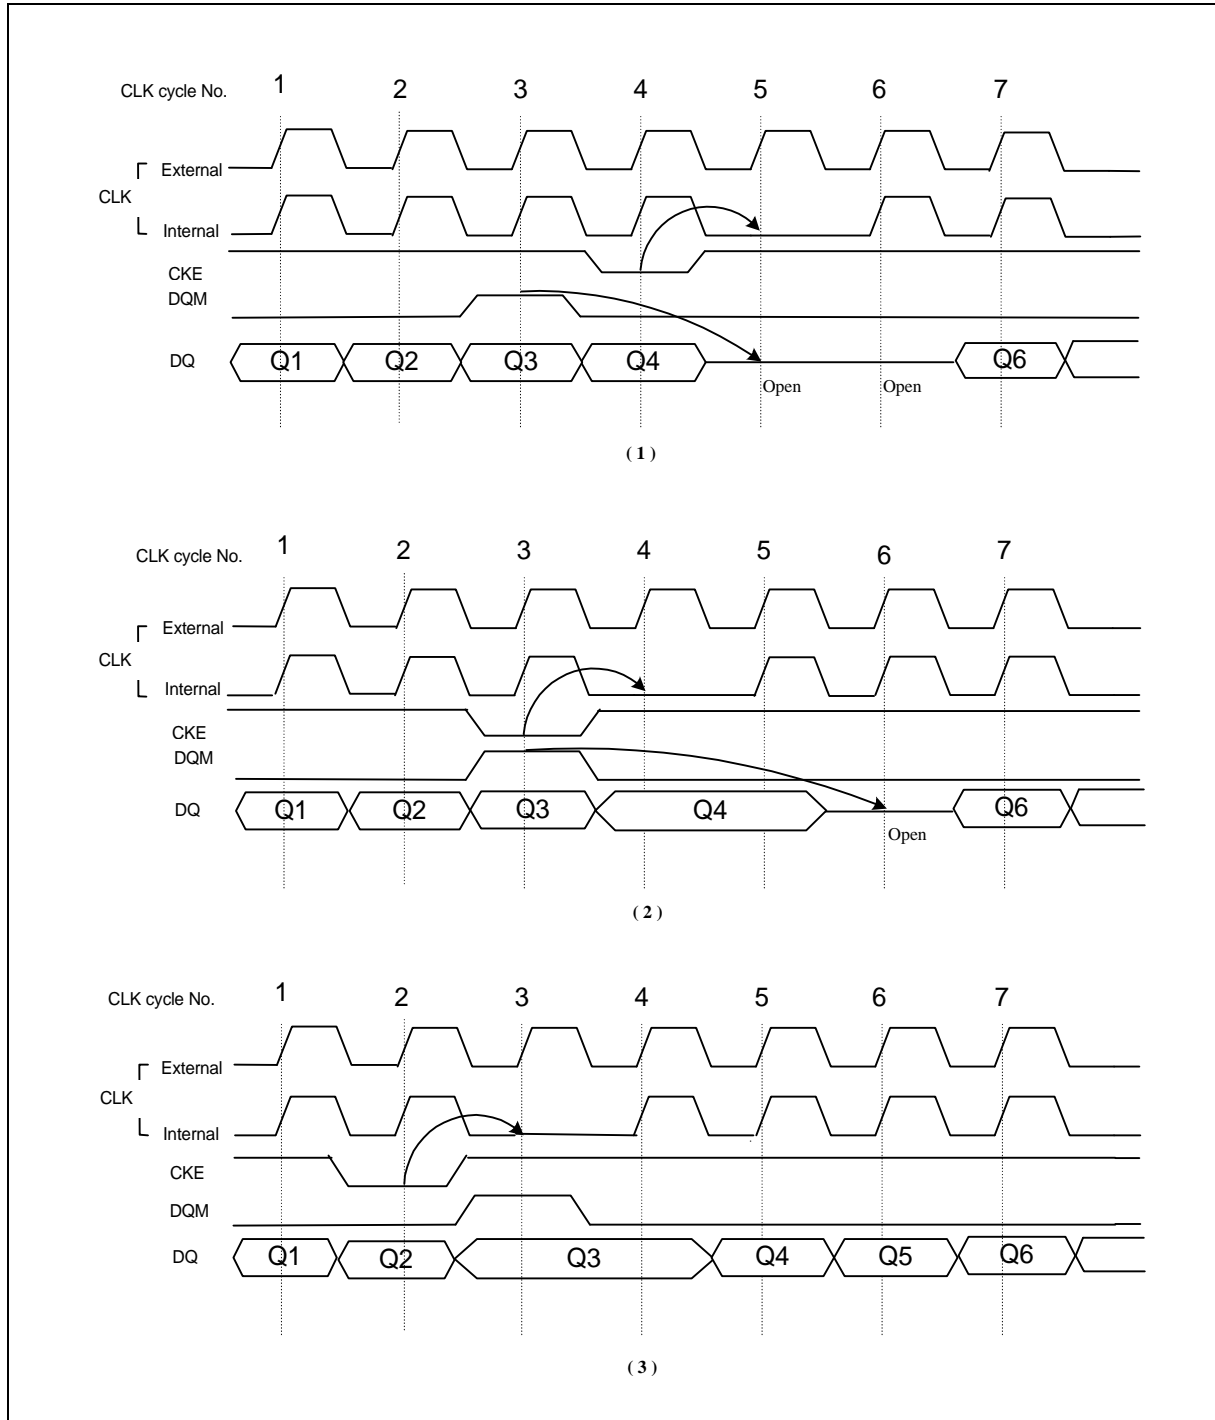 CLK cycle No. 1 2 3 4 5 6 7
External
CLK
Internal
CKE
DQM
DQ Q1 Q2 Q3 Q4 Q6
Open Open
( 1 )
CLK cycle No. 1 2 3 4 5 6 7
External
CLK
Internal
CKE
DQM
DQ Q1 Q2 Q3 Q4 Q6
Open
( 2 )
CLK cycle No. 1 2 3 4 5 6 7
External
CLK
Internal
CKE
DQM
DQ Q1 Q2 Q3 Q4 Q5 Q6
( 3 )